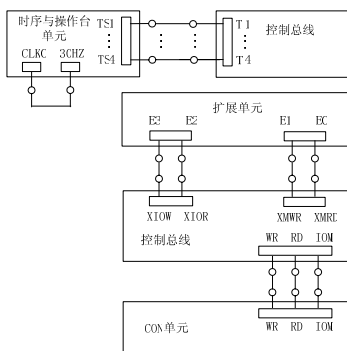 时序与操作台
单元
CLKC 3CHZ
TS1
TS4
T1
T4
控制总线
扩展单元
E3 E2 E1 E0
XIOW XIOR XMWR XMRD
控制总线
WR RD IOM
CON单元
WR RD IOM